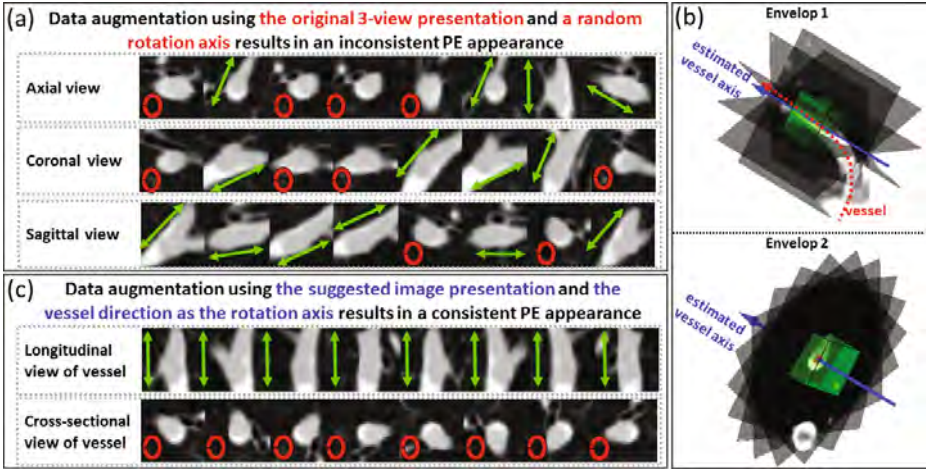 (a) Data augmentation using the original 3-view presentation and a random
rotation axis results in an inconsistent PE appearance
Axial view
Coronal view
Sagittal view
(c) Data augmentation using the suggested image presentation and the
vessel direction as the rotation axis results in a consistent PE appearance
Longitudinal
view of vessel
Cross-sectional
view of vessel
(b)
Envelop 1
estimated
vessel axis
vessel
Envelop 2
estimated
vessel axis